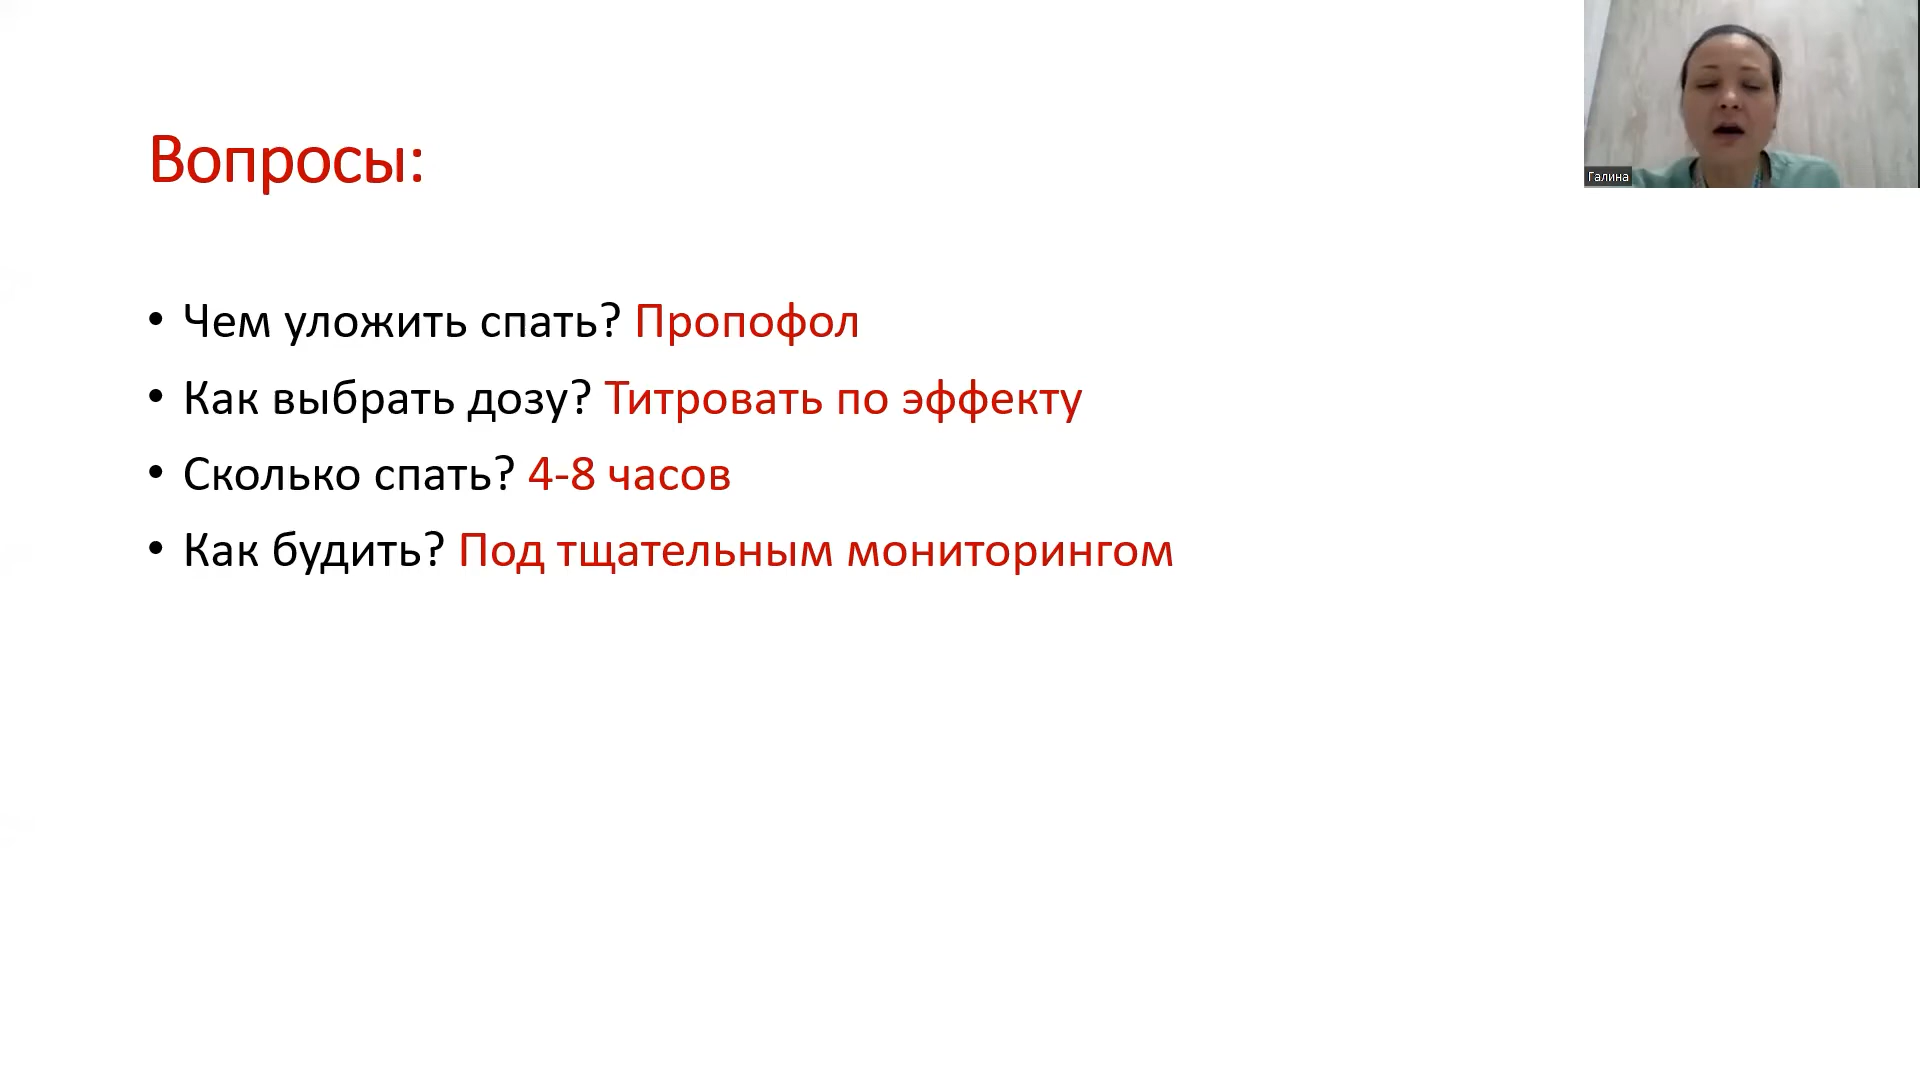 Галина
Вопросы:
• Чем уложить спать? Пропофол
• Как выбрать дозу? Титровать по эффекту
• Сколько спать? 4-8 часов
• Как будить? Под тщательным мониторингом